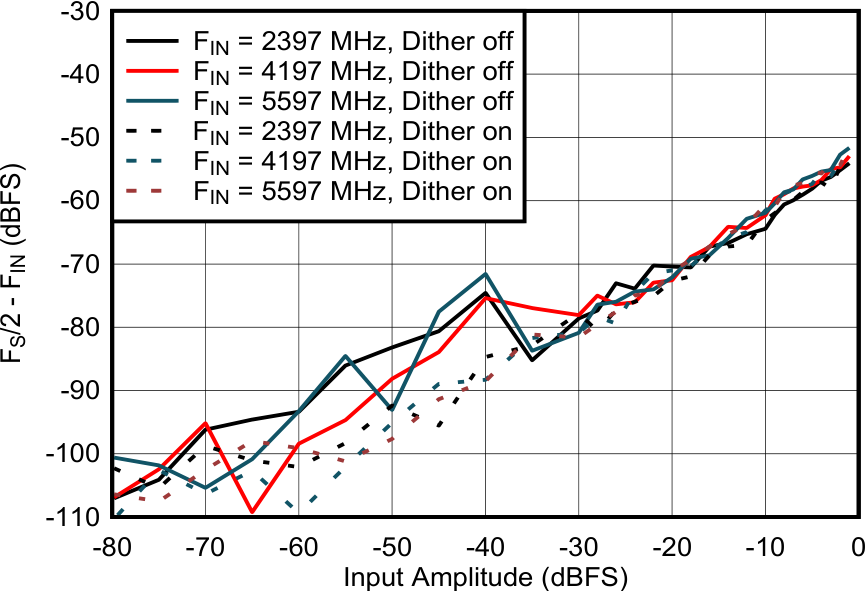 -30
-40
-50
-60
-70
-80
-90
-100
-110
F_S/2 - F_IN (dBFS)
F_IN = 2397 MHz, Dither off
F_IN = 4197 MHz, Dither off
F_IN = 5597 MHz, Dither off
F_IN = 2397 MHz, Dither on
F_IN = 4197 MHz, Dither on
F_IN = 5597 MHz, Dither on
-80 -70 -60 -50 -40 -30 -20 -10 0
Input Amplitude (dBFS)